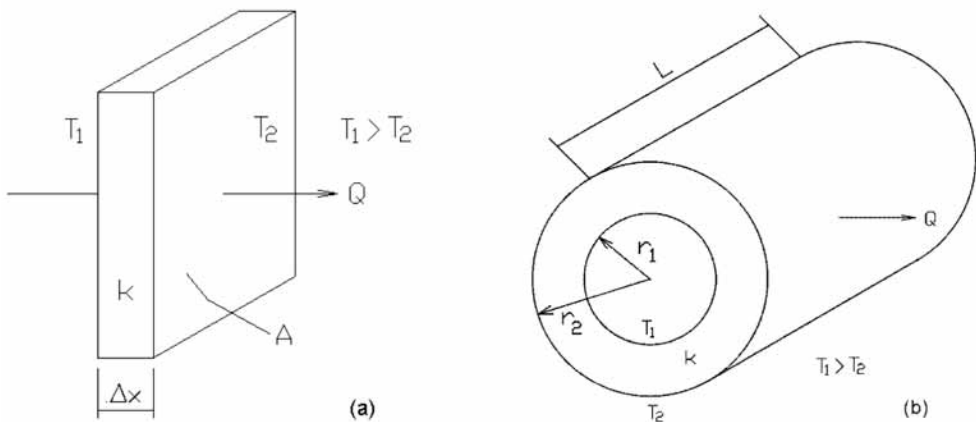 T₁
T₂
T₁ > T₂
Q
k
A
Δx
(a)
L
r₁
r₂
T₁
k
T₂
Q
T₁ > T₂
(b)